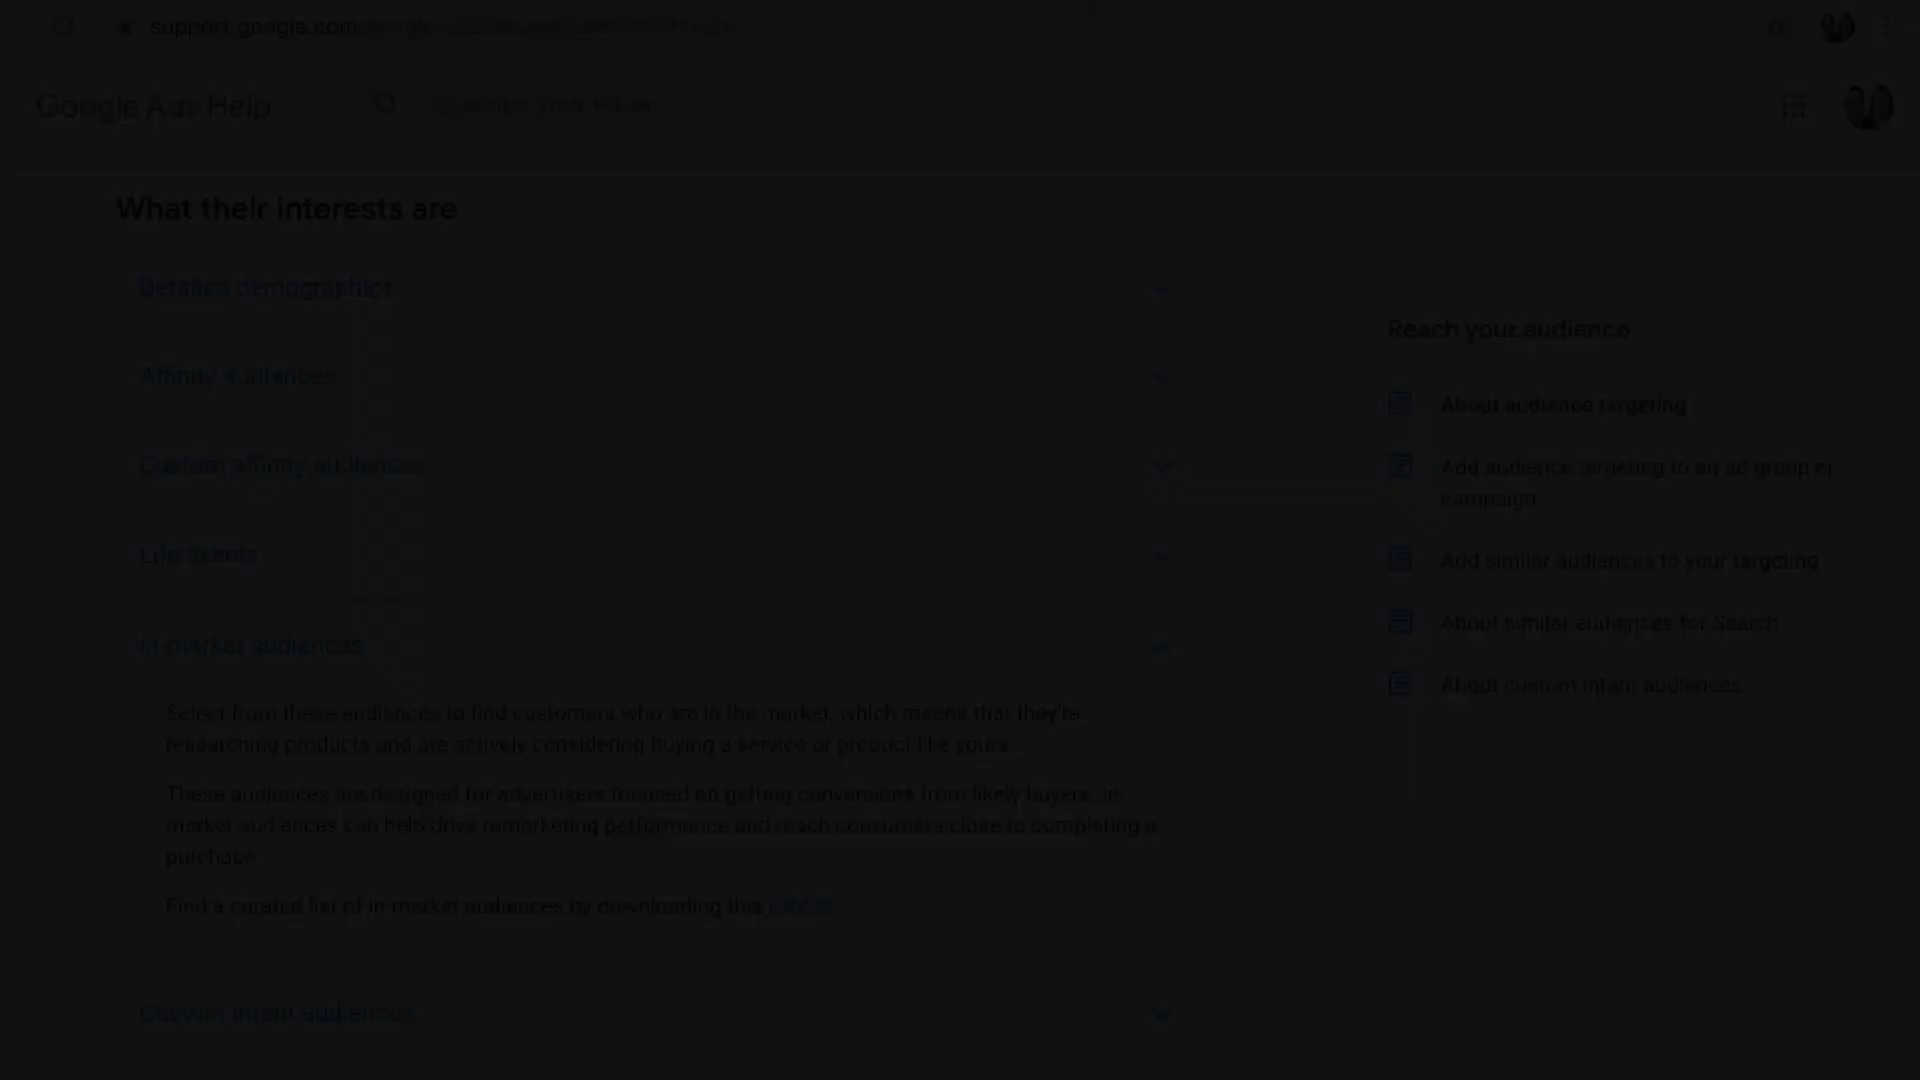 support.google.com
Google Ads Help
Describe your issue
What their interests are
Detailed demographics
Affinity audiences
Custom affinity audiences
Life events
In-market audiences
Select from these audiences to find customers who are in the market, which means that they're
researching products and are actively considering buying a service or product like yours.
These audiences are designed for advertisers focused on getting conversions from likely buyers. In-
market audiences can help drive remarketing performance and reach consumers close to completing a
purchase.
Find a curated list of in-market audiences by downloading this
Custom intent audiences
Reach your audience
About audience targeting
Add audience targeting to an ad group or
campaign
Add similar audiences to your targeting
About similar audiences for Search
About custom intent audiences